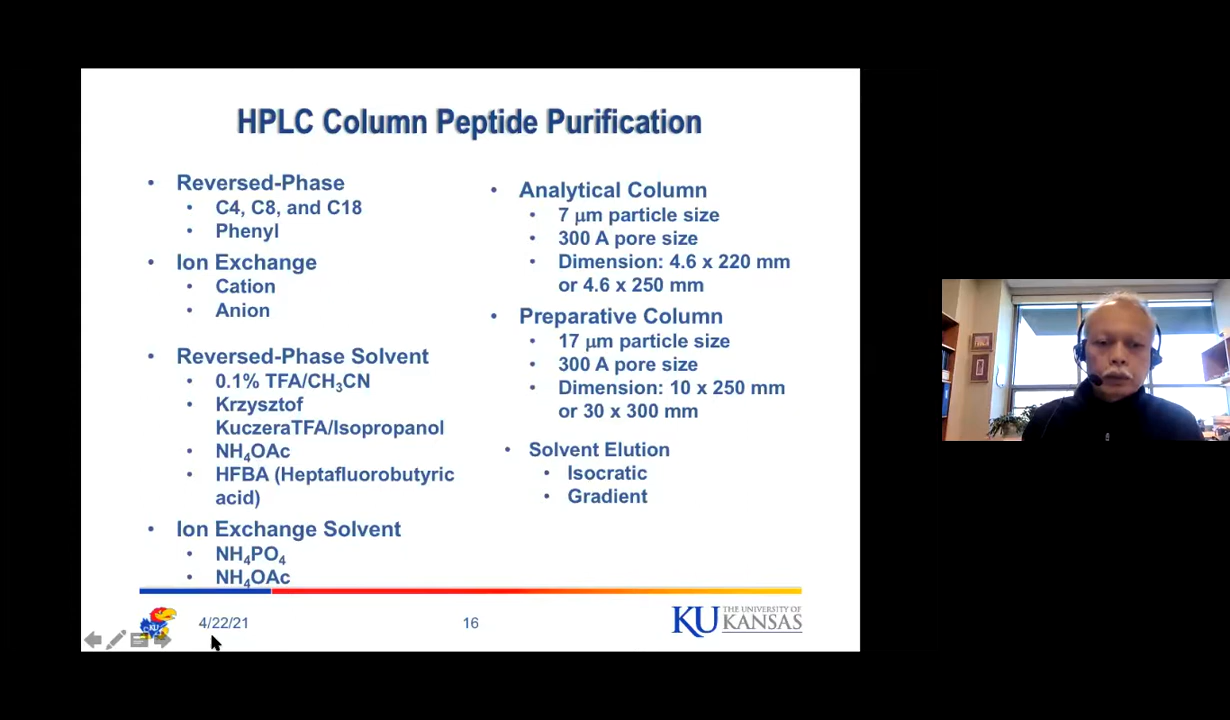 HPLC Column Peptide Purification
• Reversed-Phase
• C4, C8, and C18
• Phenyl
• Ion Exchange
• Cation
• Anion
• Reversed-Phase Solvent
• 0.1% TFA/CH₃CN
• Krzysztof
KuczeraTFA/Isopropanol
• NH₄OAc
• HFBA (Heptafluorobutyric
acid)
• Ion Exchange Solvent
• NH₄PO₄
• NH₄OAc
• Analytical Column
• 7 μm particle size
• 300 A pore size
• Dimension: 4.6 x 220 mm
or 4.6 x 250 mm
• Preparative Column
• 17 μm particle size
• 300 A pore size
• Dimension: 10 x 250 mm
or 30 x 300 mm
• Solvent Elution
• Isocratic
• Gradient
KU
4/22/21
16
KU THE UNIVERSITY OF
KANSAS